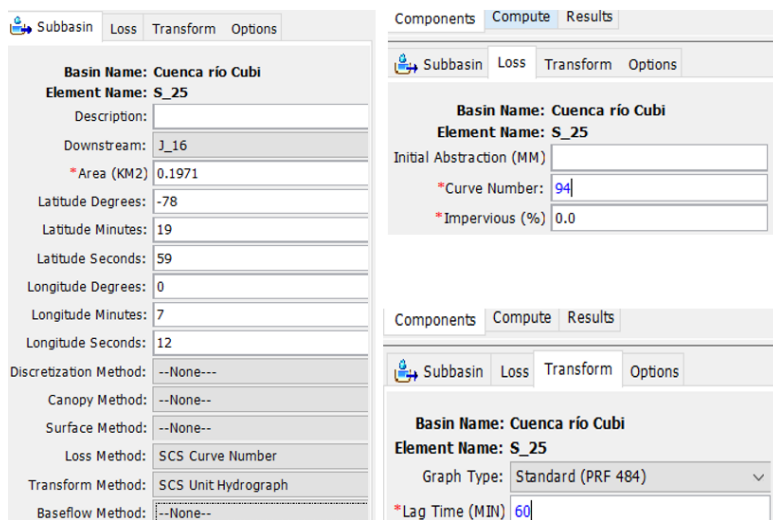 Subbasin Loss Transform Options
Basin Name: Cuenca río Cubi
Element Name: S_25
Description:
Downstream: J_16
*Area (KM2) 0.1971
Latitude Degrees: -78
Latitude Minutes: 19
Latitude Seconds: 59
Longitude Degrees: 0
Longitude Minutes: 7
Longitude Seconds: 12
Discretization Method: --None---
Canopy Method: --None--
Surface Method: --None--
Loss Method: SCS Curve Number
Transform Method: SCS Unit Hydrograph
Baseflow Method: --None--
Components Compute Results
Subbasin Loss Transform Options
Basin Name: Cuenca río Cubi
Element Name: S_25
Initial Abstraction (MM)
*Curve Number: 94
*Impervious (%) 0.0
Components Compute Results
Subbasin Loss Transform Options
Basin Name: Cuenca río Cubi
Element Name: S_25
Graph Type: Standard (PRF 484)
*Lag Time (MIN) 60